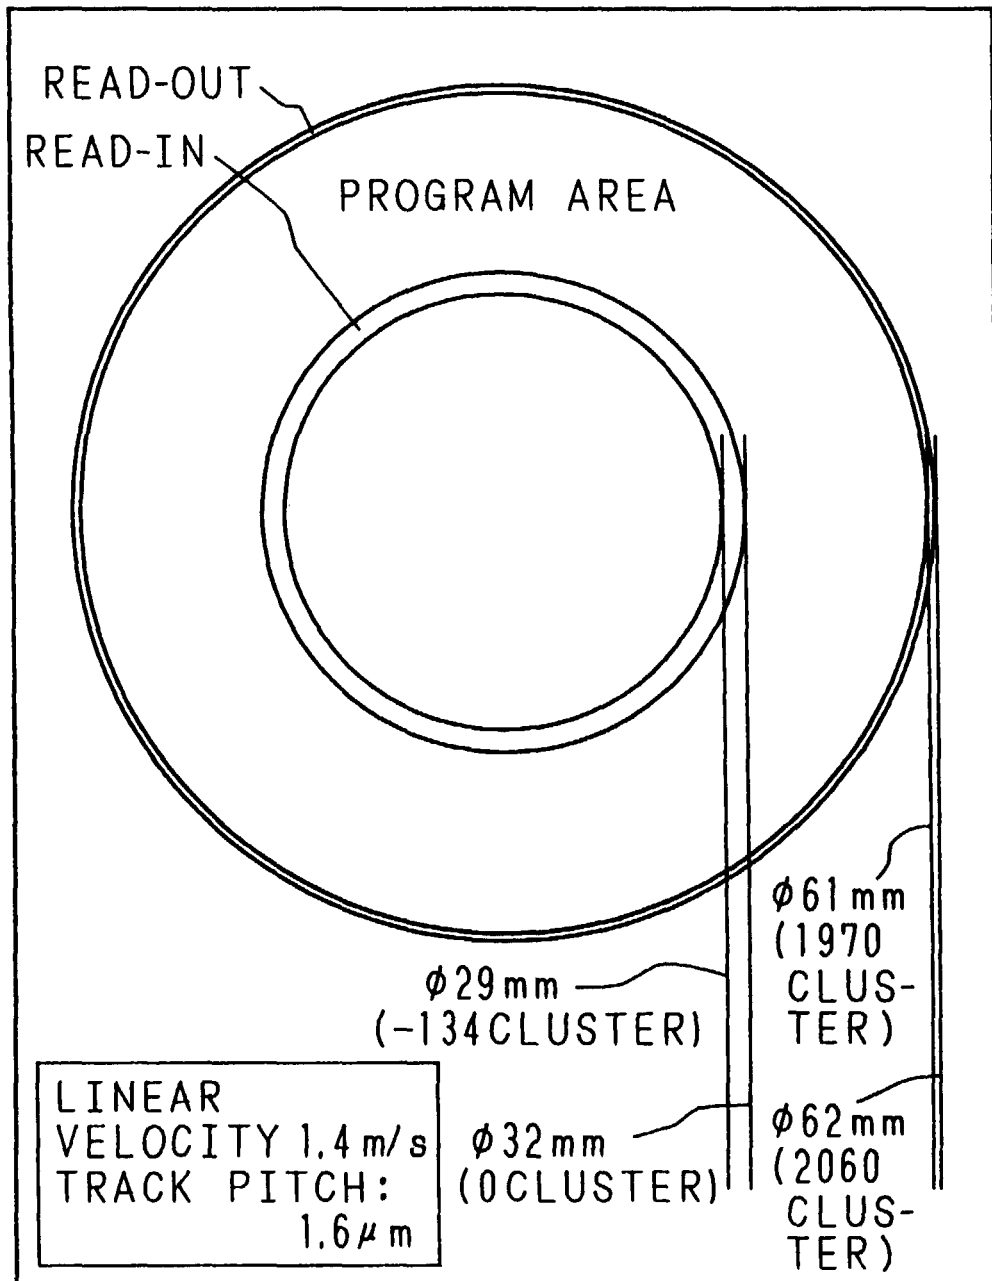 READ-OUT
READ-IN
PROGRAM AREA
ϕ61mm
(1970
CLUS-
TER)
ϕ29mm
(-134CLUSTER)
ϕ32mm
(0CLUSTER)
ϕ62mm
(2060
CLUS-
TER)
LINEAR
VELOCITY 1.4m/s
TRACK PITCH:
1.6μm